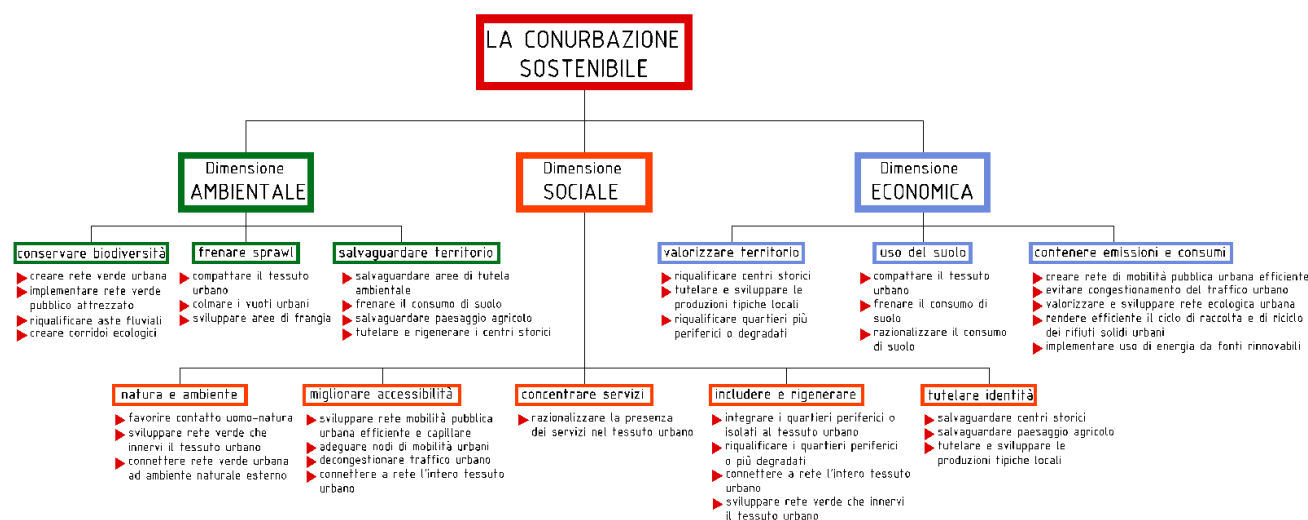 LA CONURBAZIONE
SOSTENIBILE
Dimensione
AMBIENTALE
Dimensione
SOCIALE
Dimensione
ECONOMICA
conservare biodiversità
creare rete verde urbana
implementare rete verde
pubblico attrezzato
riqualificare aste fluviali
creare corridoi ecologici
frenare sprawl
compattare il tessuto
urbano
colmare i vuoti urbani
sviluppare aree di frangia
salvaguardare territorio
salvaguardare aree di tutela
ambientale
frenare il consumo di suolo
salvaguardare paesaggio agricolo
tutelare e rigenerare i centri storici
valorizzare territorio
riqualificare centri storici
tutelare e sviluppare le
produzioni tipiche locali
riqualificare quartieri più
periferici o degradati
uso del suolo
compattare il tessuto
urbano
frenare il consumo di
suolo
razionalizzare il consumo
di suolo
contenere emissioni e consumi
creare rete di mobilità pubblica urbana efficiente
evitare congestionamento del traffico urbano
valorizzare e sviluppare rete ecologica urbana
rendere efficiente il ciclo di raccolta e di riciclo
dei rifiuti solidi urbani
implementare uso di energia da fonti rinnovabili
natura e ambiente
favorire contatto uomo-natura
sviluppare rete verde che
innervi il tessuto urbano
connettere rete verde urbana
ad ambiente naturale esterno
migliorare accessibilità
sviluppare rete mobilità pubblica
urbana efficiente e capillare
adeguare nodi di mobilità urbani
decongestionare traffico urbano
connettere a rete l'intero tessuto
urbano
concentrare servizi
razionalizzare la presenza
dei servizi nel tessuto urbano
includere e rigenerare
integrare i quartieri periferici o
isolati al tessuto urbano
riqualificare i quartieri periferici
o più degradati
connettere a rete l'intero tessuto
urbano
sviluppare rete verde che innervi
il tessuto urbano
tutelare identità
salvaguardare centri storici
salvaguardare paesaggio agricolo
tutelare e sviluppare le
produzioni tipiche locali